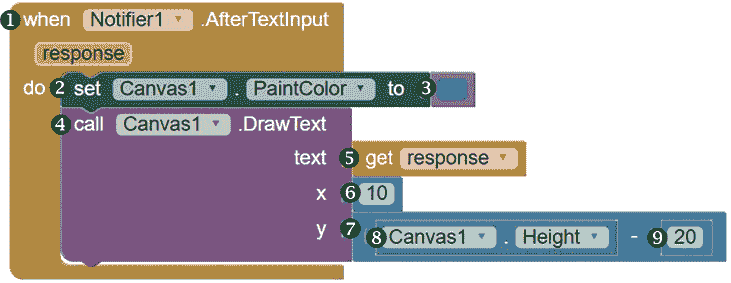 1 when Notifier1 .AfterTextInput
response
do 2 set Canvas1 . PaintColor to 3
4 call Canvas1 .DrawText
text 5 get response
x 6 10
y 7 8 Canvas1 . Height - 9 20